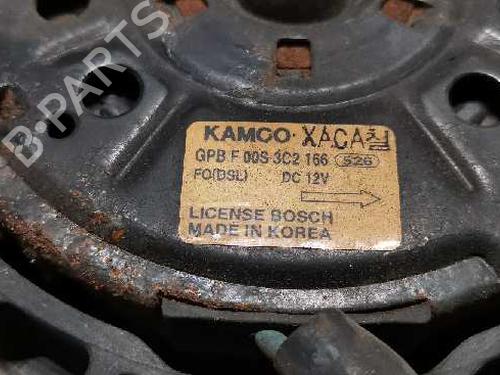 B-PARTS
KAMCO XACA
GPB F 00S 3C2 166 526
FO(DSL) DC 12V
LICENSE BOSCH
MADE IN KOREA